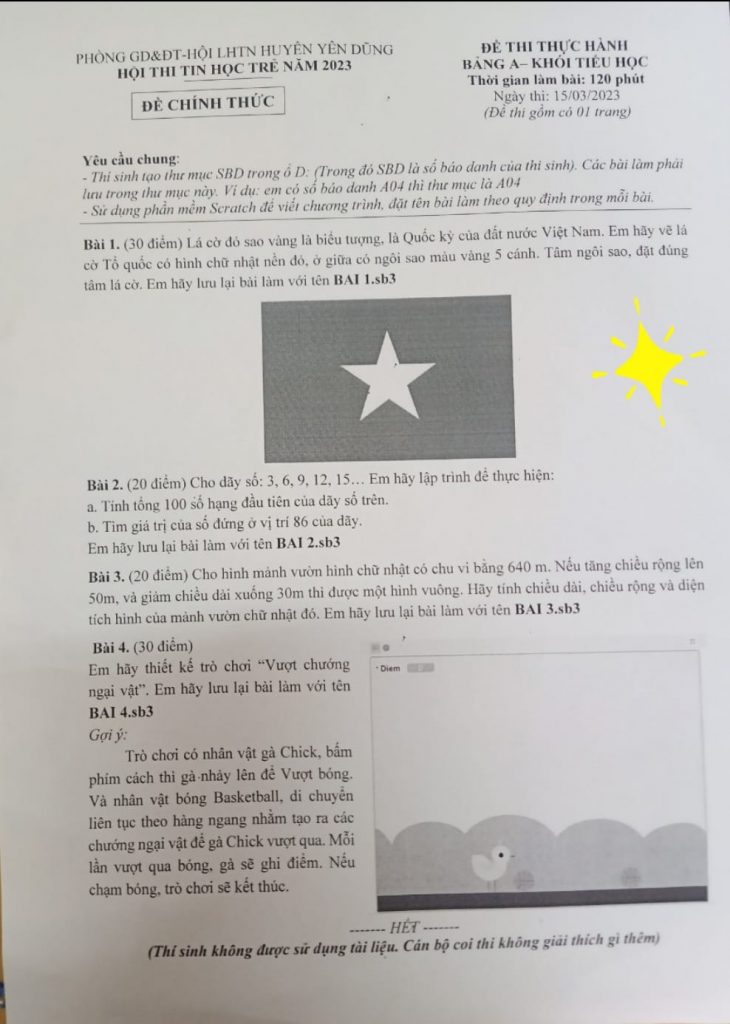 PHÒNG GD&ĐT-HỘI LHTN HUYỆN YÊN DŨNG
HỘI THI TIN HỌC TRẺ NĂM 2023
ĐỀ CHÍNH THỨC
ĐỀ THI THỰC HÀNH
BẢNG A– KHỐI TIỂU HỌC
Thời gian làm bài: 120 phút
Ngày thi: 15/03/2023
(Đề thi gồm có 01 trang)
Yêu cầu chung:
- Thí sinh tạo thư mục SBD trong ổ D: (Trong đó SBD là số báo danh của thí sinh). Các bài làm phải
lưu trong thư mục này. Ví dụ: em có số báo danh A04 thì thư mục là A04
- Sử dụng phần mềm Scratch để viết chương trình, đặt tên bài làm theo quy định trong mỗi bài.
Bài 1. (30 điểm) Lá cờ đỏ sao vàng là biểu tượng, là Quốc kỳ của đất nước Việt Nam. Em hãy vẽ lá
cờ Tổ quốc có hình chữ nhật nền đỏ, ở giữa có ngôi sao màu vàng 5 cánh. Tâm ngôi sao, đặt đúng
tâm lá cờ. Em hãy lưu lại bài làm với tên BAI 1.sb3
Bài 2. (20 điểm) Cho dãy số: 3, 6, 9, 12, 15… Em hãy lập trình để thực hiện:
a. Tính tổng 100 số hạng đầu tiên của dãy số trên.
b. Tìm giá trị của số đứng ở vị trí 86 của dãy.
Em hãy lưu lại bài làm với tên BAI 2.sb3
Bài 3. (20 điểm) Cho hình mảnh vườn hình chữ nhật có chu vi bằng 640 m. Nếu tăng chiều rộng lên
50m, và giảm chiều dài xuống 30m thì được một hình vuông. Hãy tính chiều dài, chiều rộng và diện
tích hình của mảnh vườn chữ nhật đó. Em hãy lưu lại bài làm với tên BAI 3.sb3
Bài 4. (30 điểm)
Em hãy thiết kế trò chơi “Vượt chướng
ngại vật”. Em hãy lưu lại bài làm với tên
BAI 4.sb3
Gợi ý:
Trò chơi có nhân vật gà Chick, bấm
phím cách thì gà nhảy lên để Vượt bóng.
Và nhân vật bóng Basketball, di chuyển
liên tục theo hàng ngang nhằm tạo ra các
chướng ngại vật để gà Chick vượt qua. Mỗi
lần vượt qua bóng, gà sẽ ghi điểm. Nếu
chạm bóng, trò chơi sẽ kết thúc.
Diem
------- HẾT -------
(Thí sinh không được sử dụng tài liệu. Cán bộ coi thi không giải thích gì thêm)